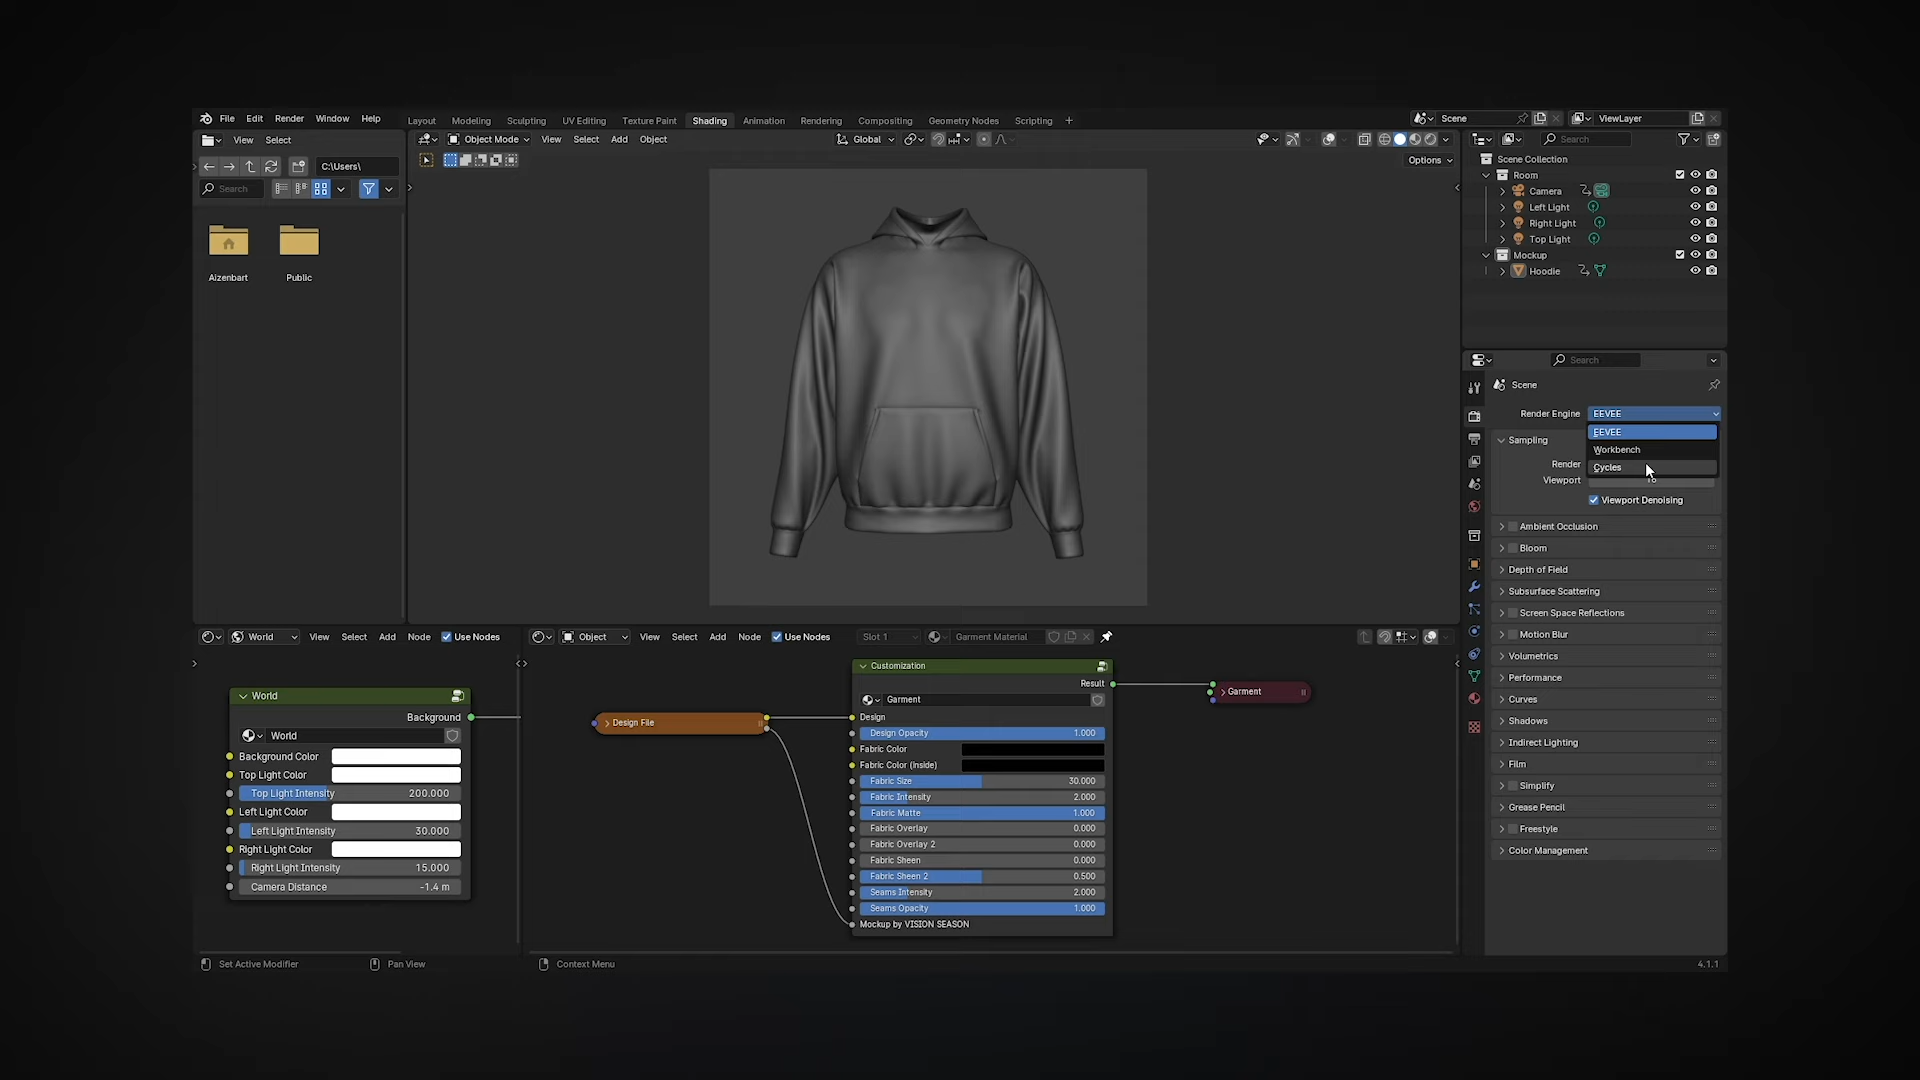 File Edit Render Window Help
Layout Modeling Sculpting UV Editing Texture Paint Shading Animation Rendering Compositing Geometry Nodes Scripting +
Scene
ViewLayer
View Select
Object Mode View Select Add Object
Global
Search
C:\Users\
Options
Search
Aizenbart
Public
Scene Collection
Room
Camera
Left Light
Right Light
Top Light
Mockup
Hoodie
Search
Scene
Render Engine EEVEE
EEVEE
Workbench
Cycles
Sampling
Render
Viewport
Viewport Denoising
Ambient Occlusion
Bloom
Depth of Field
Subsurface Scattering
Screen Space Reflections
Motion Blur
Volumetrics
Performance
Curves
Shadows
Indirect Lighting
Film
Simplify
Grease Pencil
Freestyle
Color Management
World View Select Add Node Use Nodes
Object View Select Add Node Use Nodes Slot 1 Garment Material
World
Background
World
Background Color
Top Light Color
Top Light Intensity 200.000
Left Light Color
Left Light Intensity 30.000
Right Light Color
Right Light Intensity 15.000
Camera Distance -1.4 m
Design File
Customization
Result
Garment
Design
Design Opacity 1.000
Fabric Color
Fabric Color (Inside)
Fabric Size 30.000
Fabric Intensity 2.000
Fabric Matte 1.000
Fabric Overlay 0.000
Fabric Overlay 2 0.000
Fabric Sheen 0.000
Fabric Sheen 2 0.500
Seams Intensity 2.000
Seams Opacity 1.000
Mockup by VISION SEASON
Garment
Set Active Modifier
Pan View
Context Menu
4.1.1